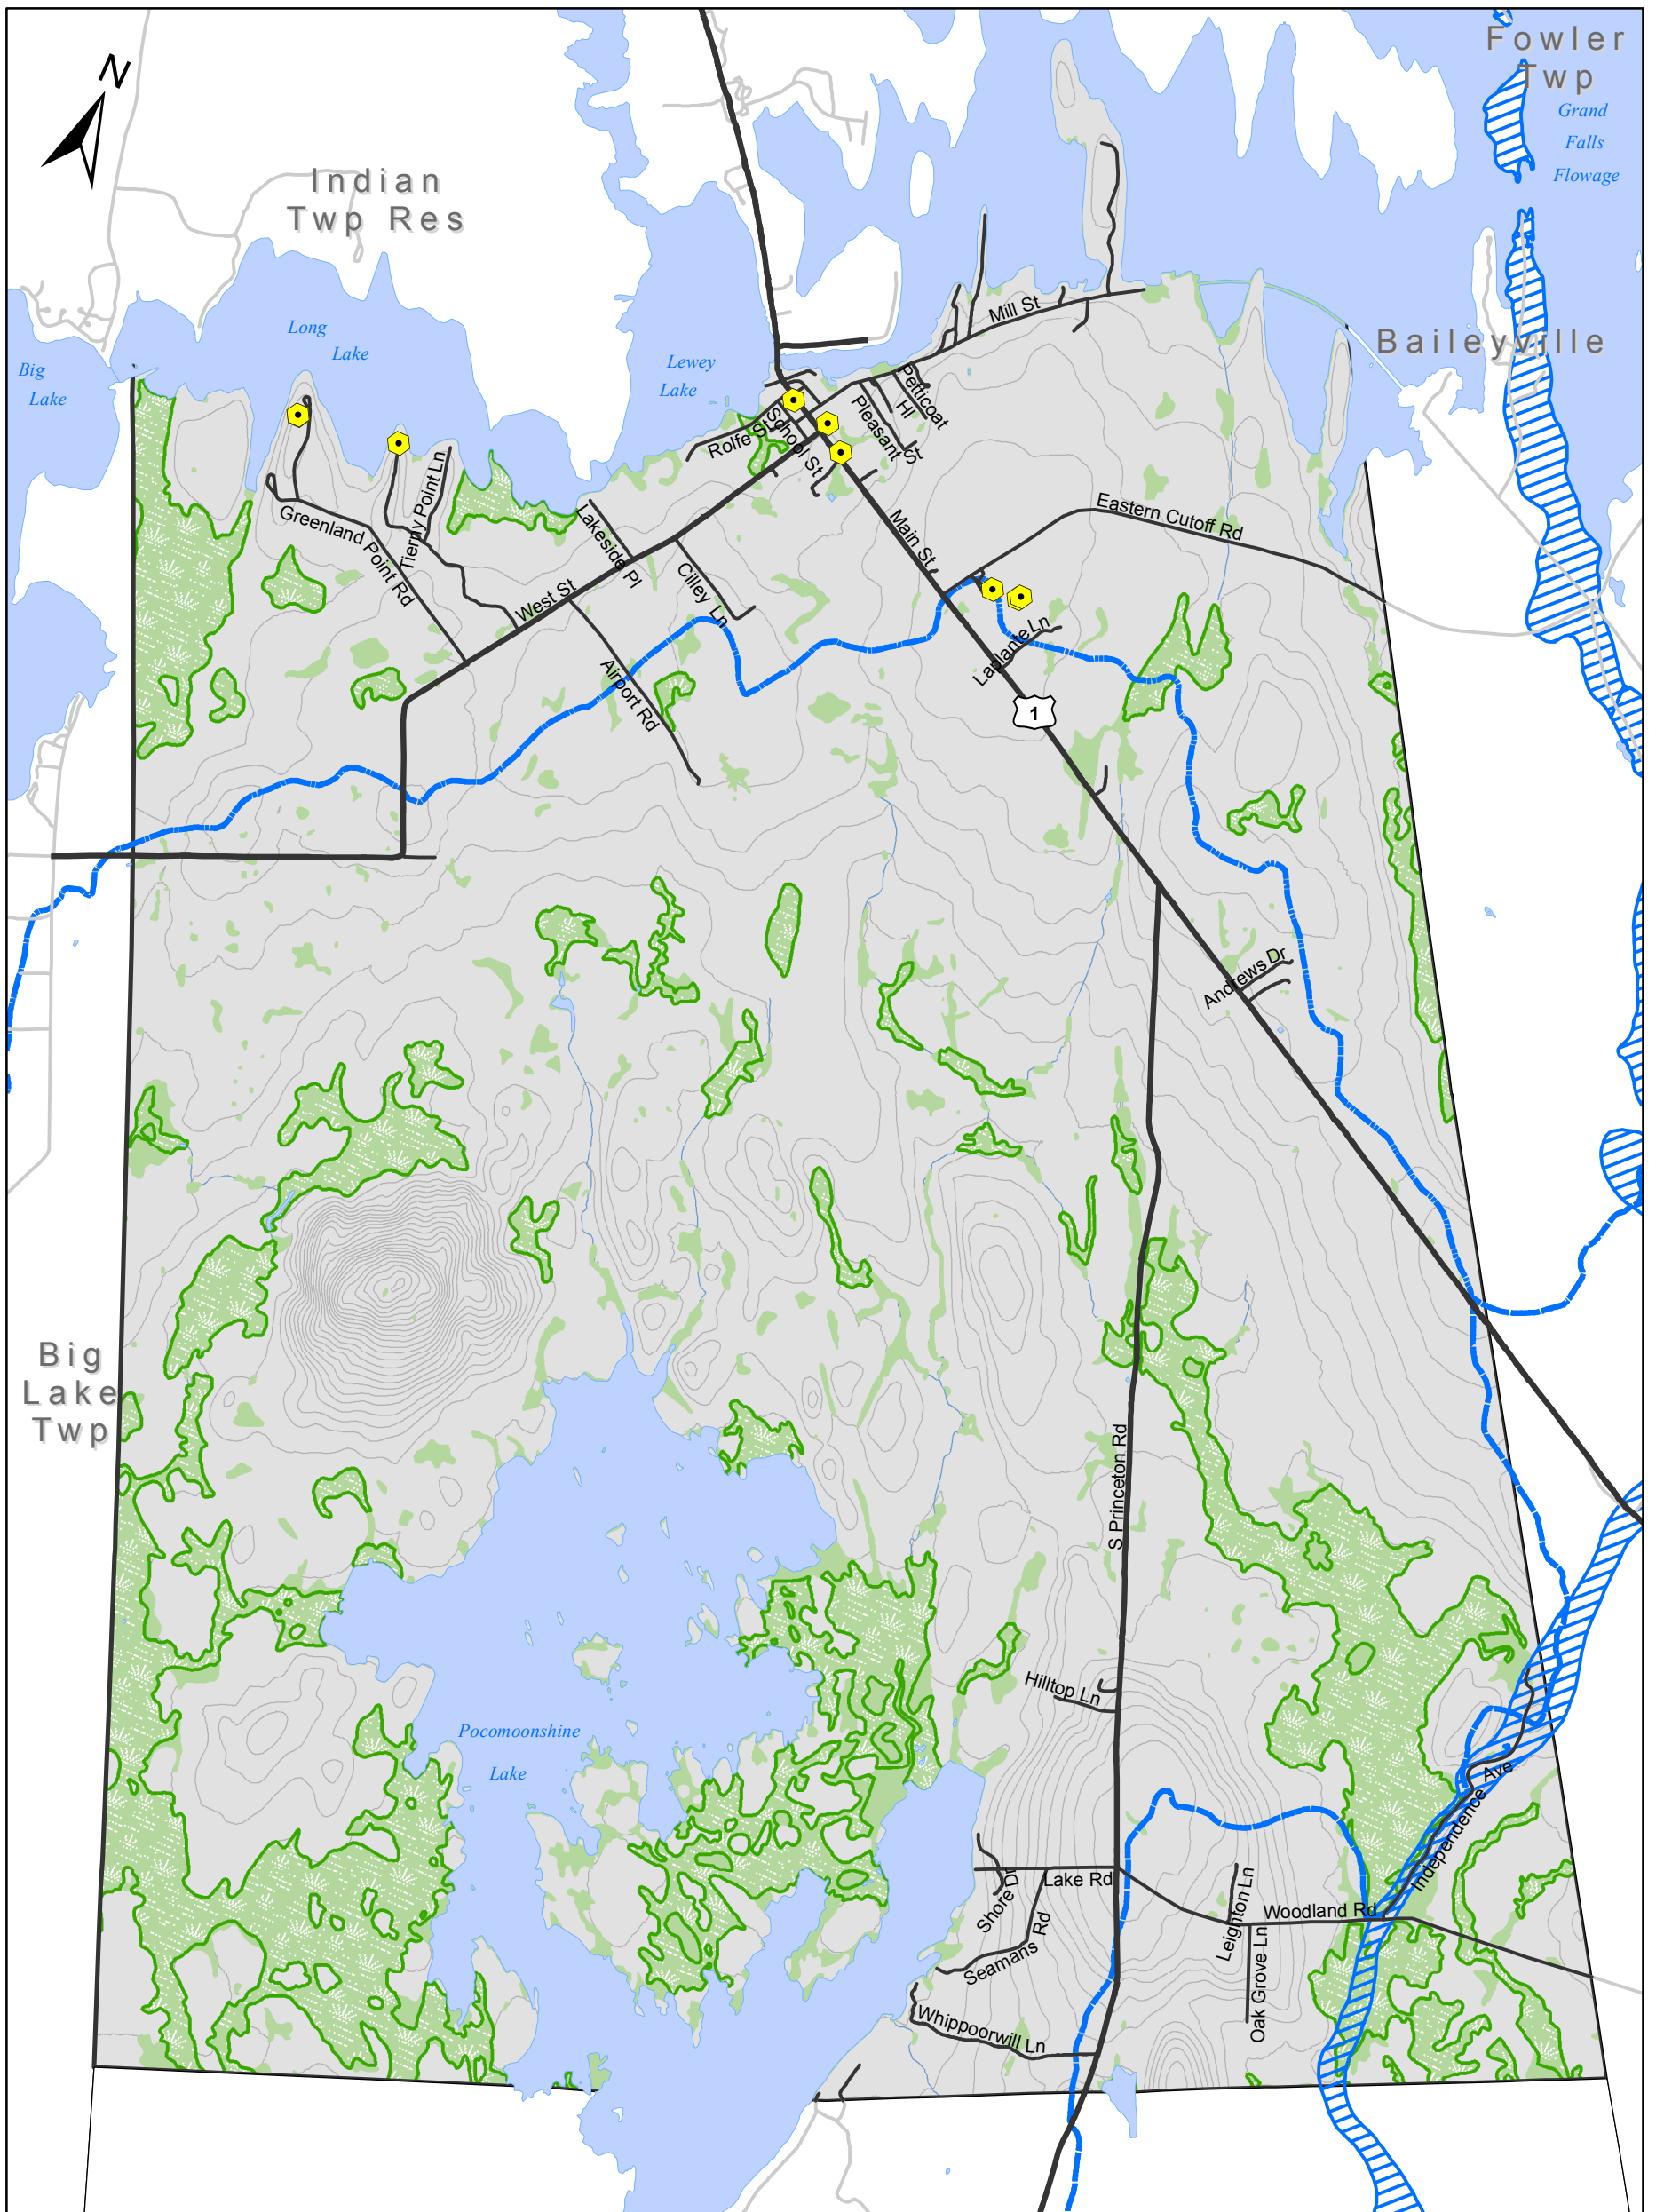 Fowler
Twp
N
Grand
Falls
Flowage
Indian
Twp Res
Mill St
Long
Lake
Baileyville
Lewey
Lake
Big
Lake
Petticoat
Hl
Pleasant
St
School St
Rolfe St
Tierny Point Ln
Eastern Cutoff Rd
Greenland Point Rd
Lakeside Pl
Main St
Cilley Ln
West St
Laplante Ln
Airport Rd
1
Andrews Dr
Big
Lake
Twp
S Princeton Rd
Hilltop Ln
Pocomoonshine
Lake
Independence Ave
Lake Rd
Shore Dr
Leighton Ln
Woodland Rd
Seamans Rd
Oak Grove Ln
Whippoorwill Ln